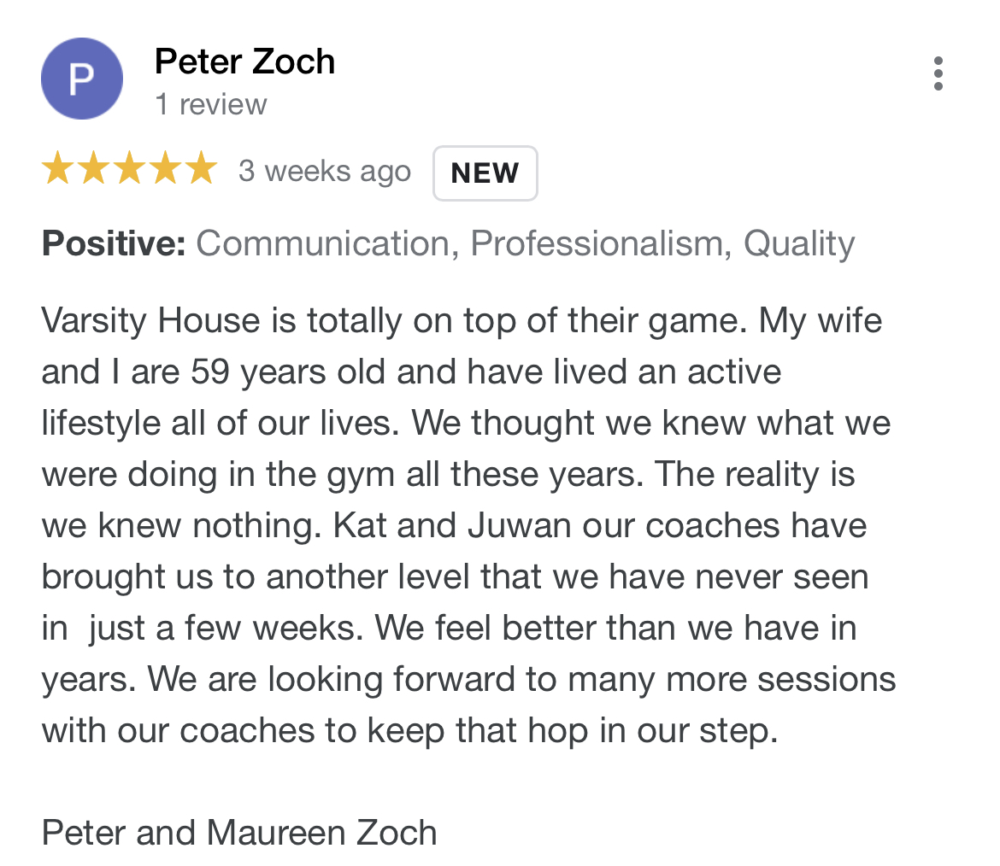 P
Peter Zoch
1 review
3 weeks ago NEW
Positive: Communication, Professionalism, Quality
Varsity House is totally on top of their game. My wife
and I are 59 years old and have lived an active
lifestyle all of our lives. We thought we knew what we
were doing in the gym all these years. The reality is
we knew nothing. Kat and Juwan our coaches have
brought us to another level that we have never seen
in  just a few weeks. We feel better than we have in
years. We are looking forward to many more sessions
with our coaches to keep that hop in our step.
Peter and Maureen Zoch